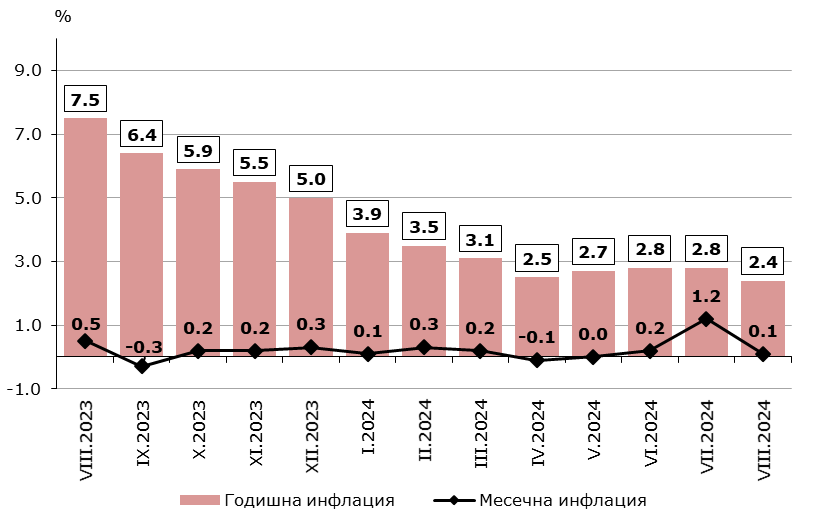 %
9.0
7.0
5.0
3.0
1.0
-1.0
7.5
6.4
5.9
5.5
5.0
3.9
3.5
3.1
2.5
2.7
2.8
2.8
2.4
0.5
-0.3
0.2
0.2
0.3
0.1
0.3
0.2
-0.1
0.0
0.2
1.2
0.1
VIII.2023
IX.2023
X.2023
XI.2023
XII.2023
I.2024
II.2024
III.2024
IV.2024
V.2024
VI.2024
VII.2024
VIII.2024
Годишна инфлация
Месечна инфлация